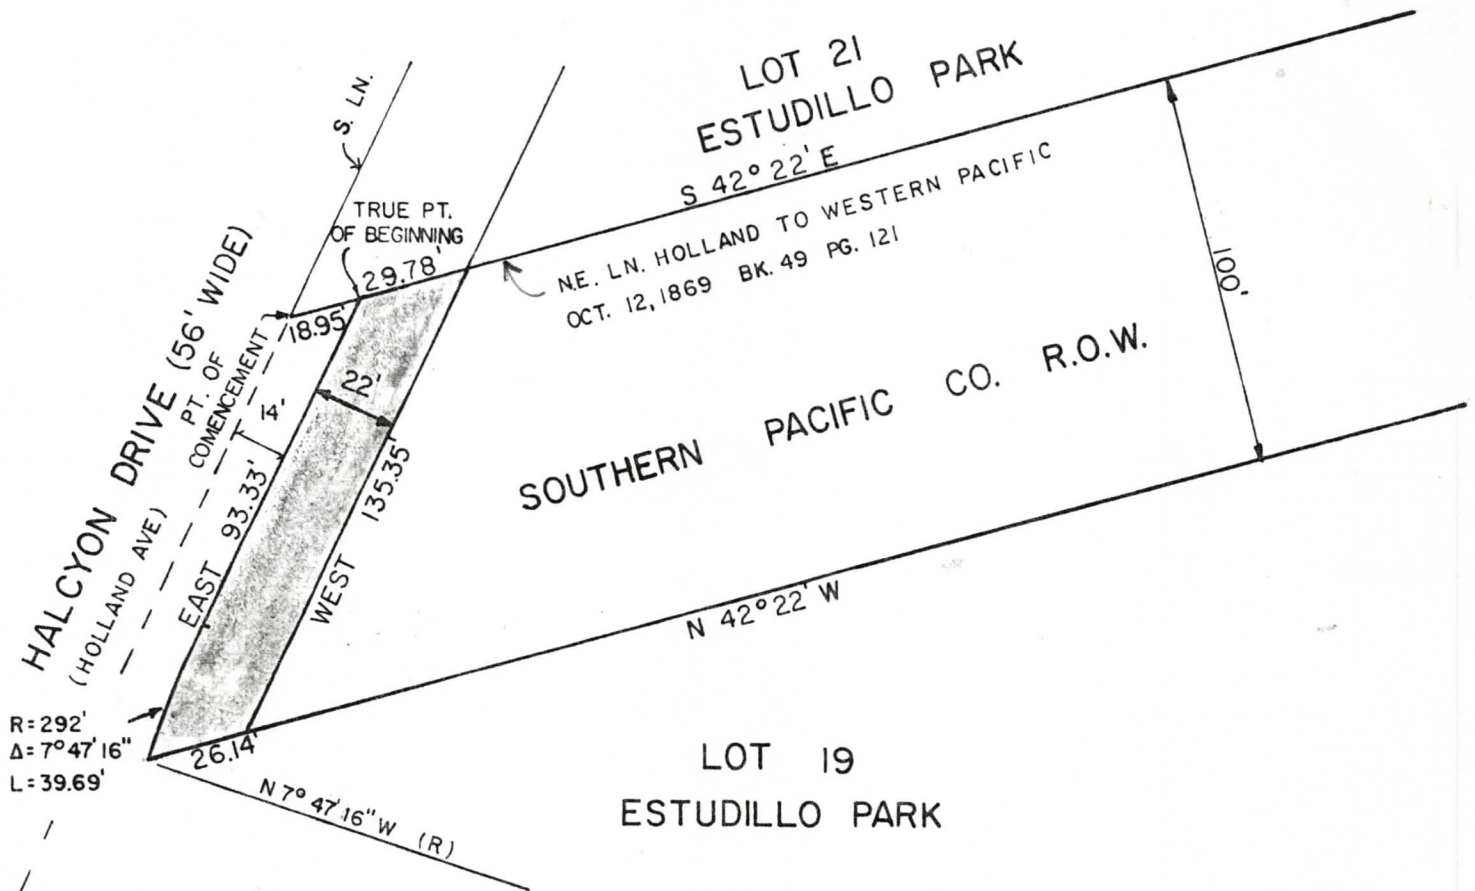 LOT 21
ESTUDILLO PARK
S 42° 22' E
N.E. LN. HOLLAND TO WESTERN PACIFIC
OCT. 12, 1869 BK. 49 PG. 121
S. LN.
TRUE PT.
OF BEGINNING
29.78'
18.95'
HALCYON DRIVE (56' WIDE)
(HOLLAND AVE)
PT. OF
COMENCEMENT
14'
22'
EAST 93.33'
WEST 135.35'
100'
SOUTHERN PACIFIC CO. R.O.W.
N 42° 22' W
R=292'
Δ=7°47'16"
L=39.69'
26.14'
N 7° 47' 16" W (R)
LOT 19
ESTUDILLO PARK